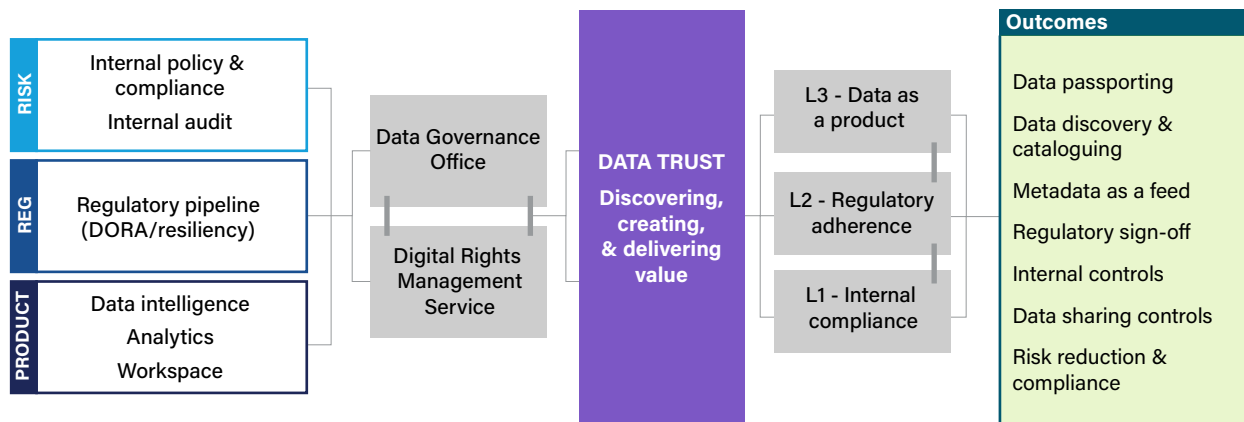 RISK
Internal policy &
compliance
Internal audit
REG
Regulatory pipeline
(DORA/resiliency)
PRODUCT
Data intelligence
Analytics
Workspace
Data Governance
Office
Digital Rights
Management
Service
DATA TRUST
Discovering,
creating,
& delivering
value
L3 - Data as
a product
L2 - Regulatory
adherence
L1 - Internal
compliance
Outcomes
Data passporting
Data discovery &
cataloguing
Metadata as a feed
Regulatory sign-off
Internal controls
Data sharing controls
Risk reduction &
compliance